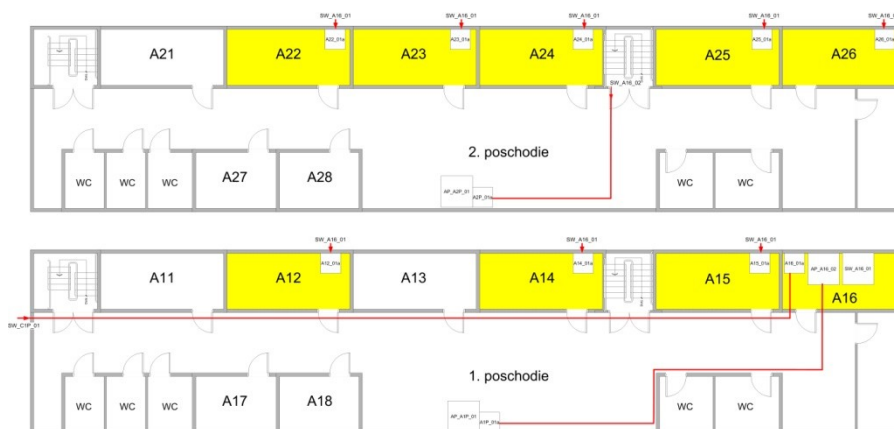 SW_A16_01 SW_A16_01 SW_A16_01 SW_A16_01 SW_A16_01
A22_01a A23_01a A24_01a A25_01a A26_01a
A21 A22 A23 A24 A25 A26
SW_A16_02
2. poschodie
WC WC WC A27 A28 WC WC
AP_A2P_01 A2P_01a
SW_A16_01 SW_A16_01 SW_A16_01
A12_01a A14_01a A15_01a A16_01a AP_A16_02 SW_A16_01
A11 A12 A13 A14 A15 A16
SW_C1P_01
1. poschodie
WC WC WC A17 A18 WC WC
AP_A1P_01 A1P_01a